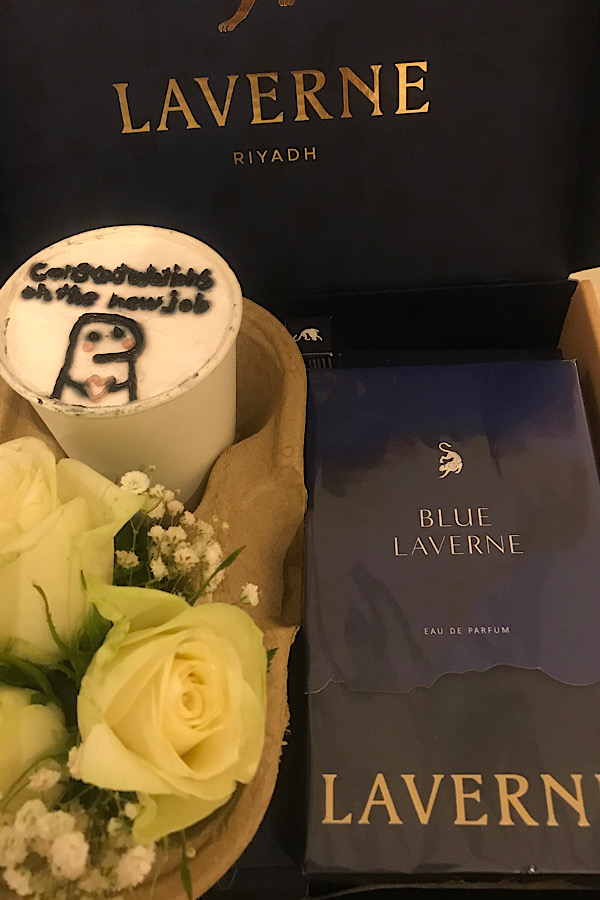 LAVERNE
RIYADH
Congratulations
on the new job
BLUE
LAVERNE
EAU DE PARFUM
LAVERN